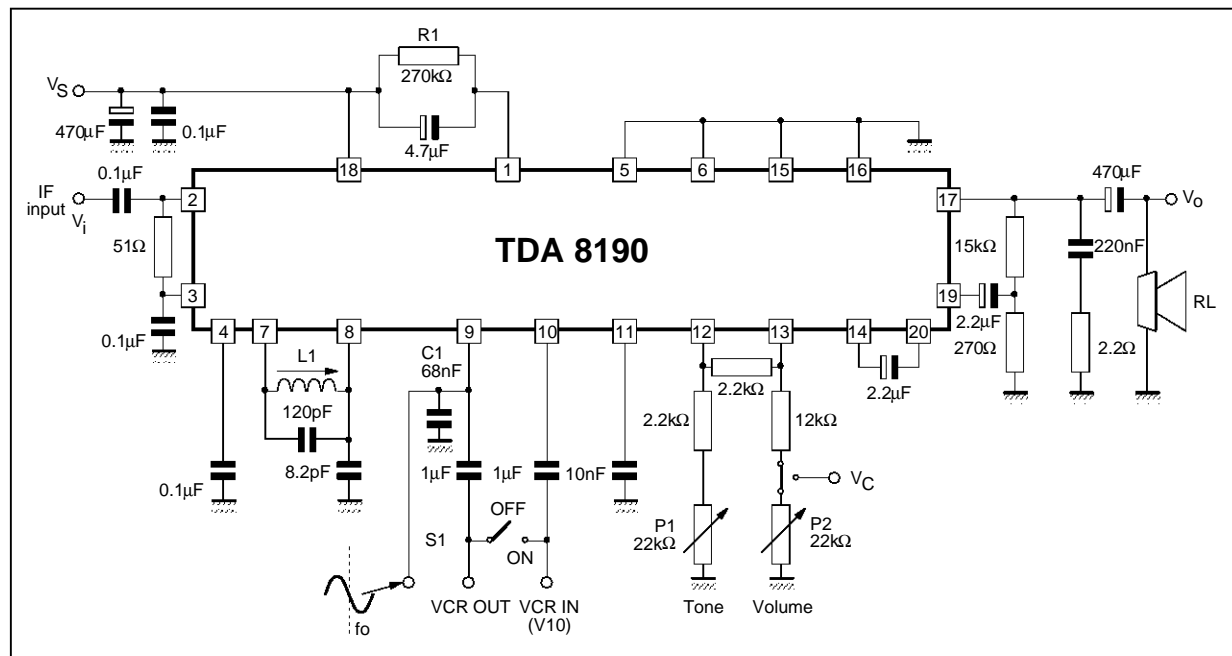 R1
270kΩ
VS
470µF
0.1µF
4.7µF
18
1
5
6
15
16
0.1µF
470µF
IF
input
Vi
2
17
Vo
51Ω
TDA 8190
15kΩ
220nF
3
19
RL
0.1µF
2.2µF
4
7
8
9
10
11
12
13
14
20
270Ω
2.2Ω
L1
C1
68nF
2.2kΩ
2.2µF
120pF
2.2kΩ
12kΩ
0.1µF
8.2pF
1µF
1µF
10nF
VC
OFF
S1
ON
P1
22kΩ
P2
22kΩ
fo
VCR OUT
VCR IN
(V10)
Tone
Volume